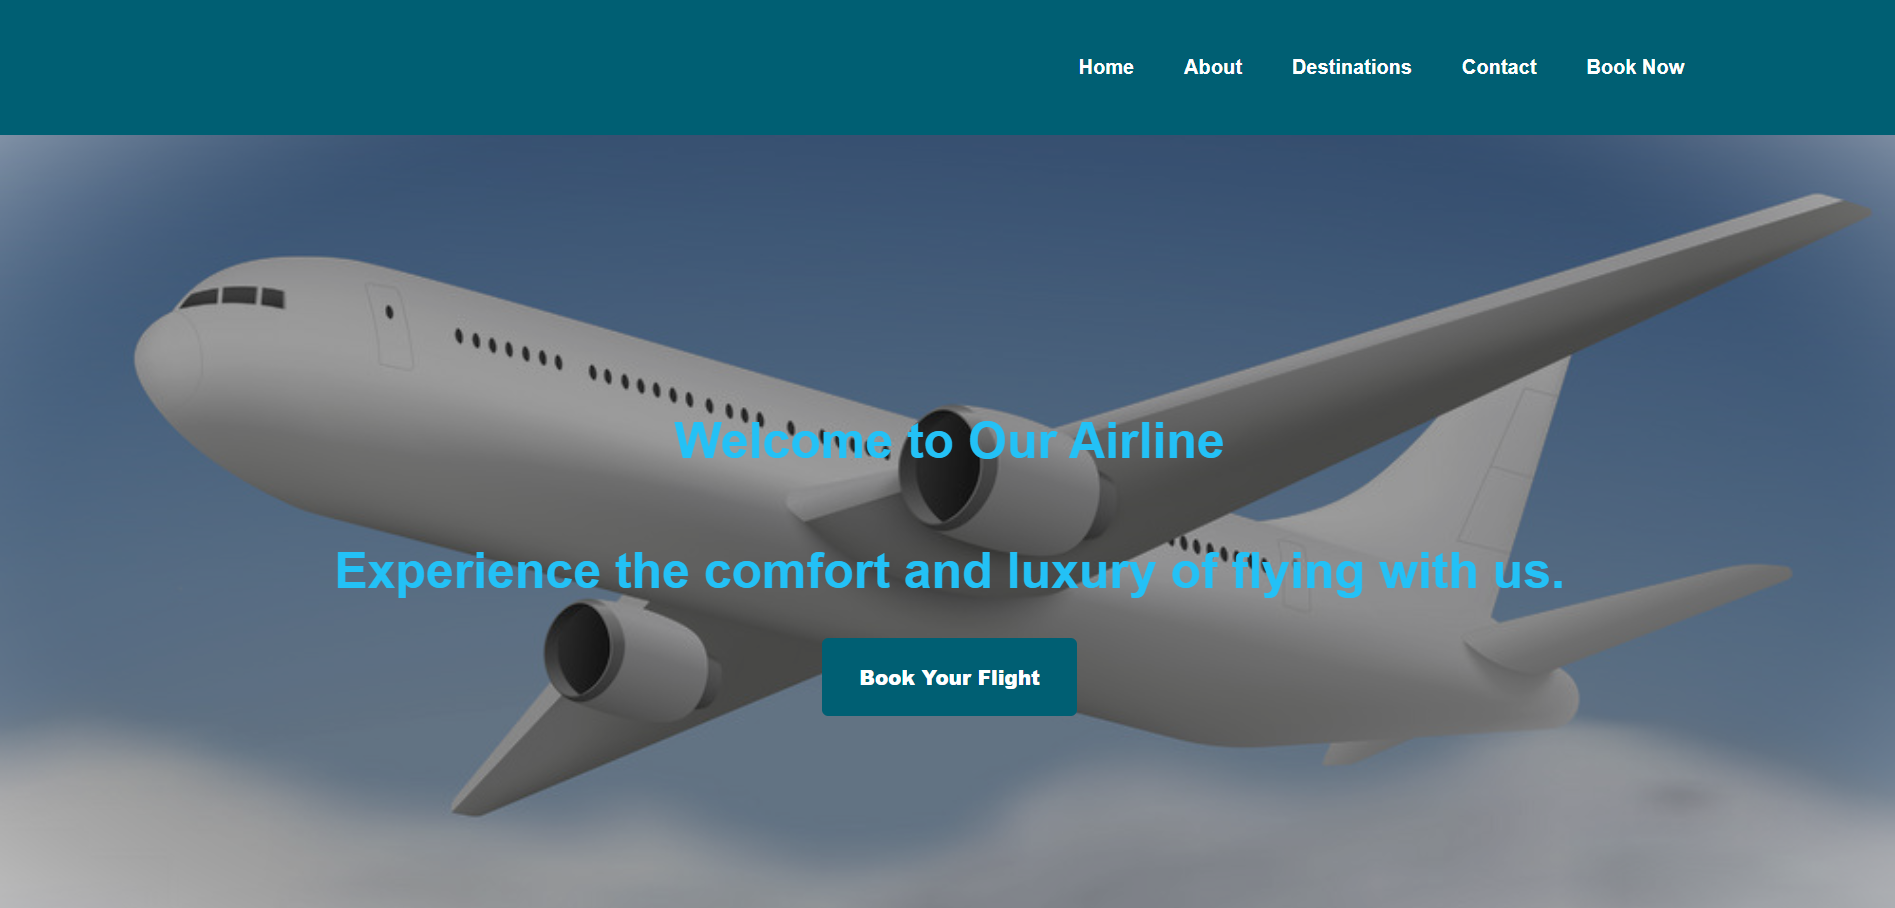 Home About Destinations Contact Book Now
Welcome to Our Airline
Experience the comfort and luxury of flying with us.
Book Your Flight